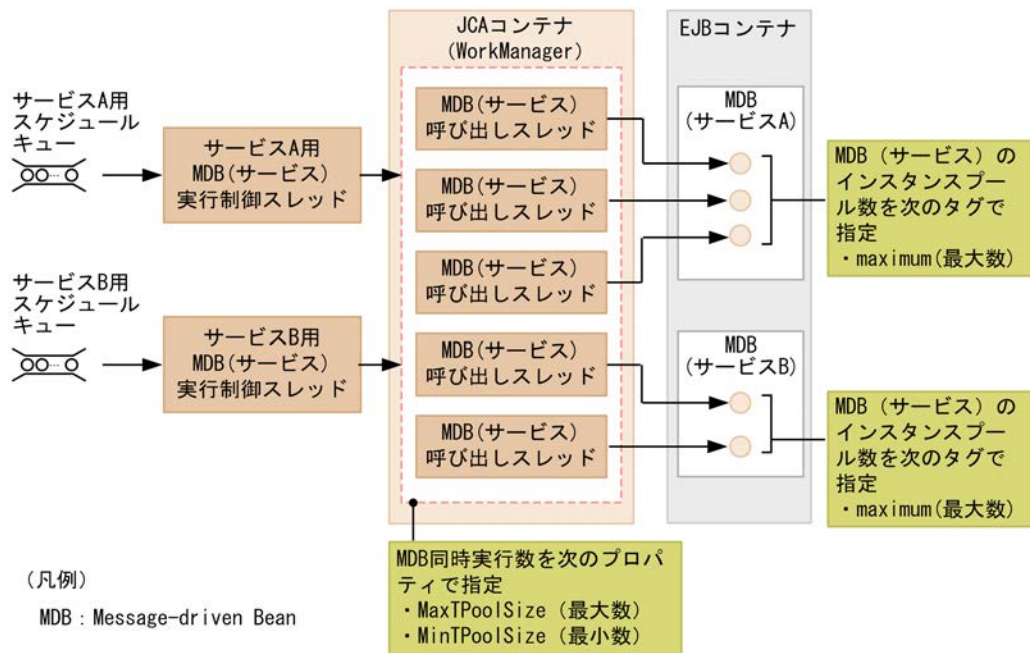 JCAコンテナ
(WorkManager)
EJBコンテナ
サービスA用
スケジュール
キュー
サービスA用
MDB(サービス)
実行制御スレッド
MDB(サービス)
呼び出しスレッド
MDB(サービス)
呼び出しスレッド
MDB(サービス)
呼び出しスレッド
MDB
(サービスA)
MDB（サービス）の
インスタンスプー
ル数を次のタグで
指定
・maximum(最大数)
サービスB用
スケジュール
キュー
サービスB用
MDB(サービス)
実行制御スレッド
MDB(サービス)
呼び出しスレッド
MDB(サービス)
呼び出しスレッド
MDB
(サービスB)
MDB（サービス）の
インスタンスプー
ル数を次のタグで
指定
・maximum(最大数)
MDB同時実行数を次のプロパ
ティで指定
・MaxTPoolSize（最大数）
・MinTPoolSize（最小数）
（凡例）
MDB：Message-driven Bean